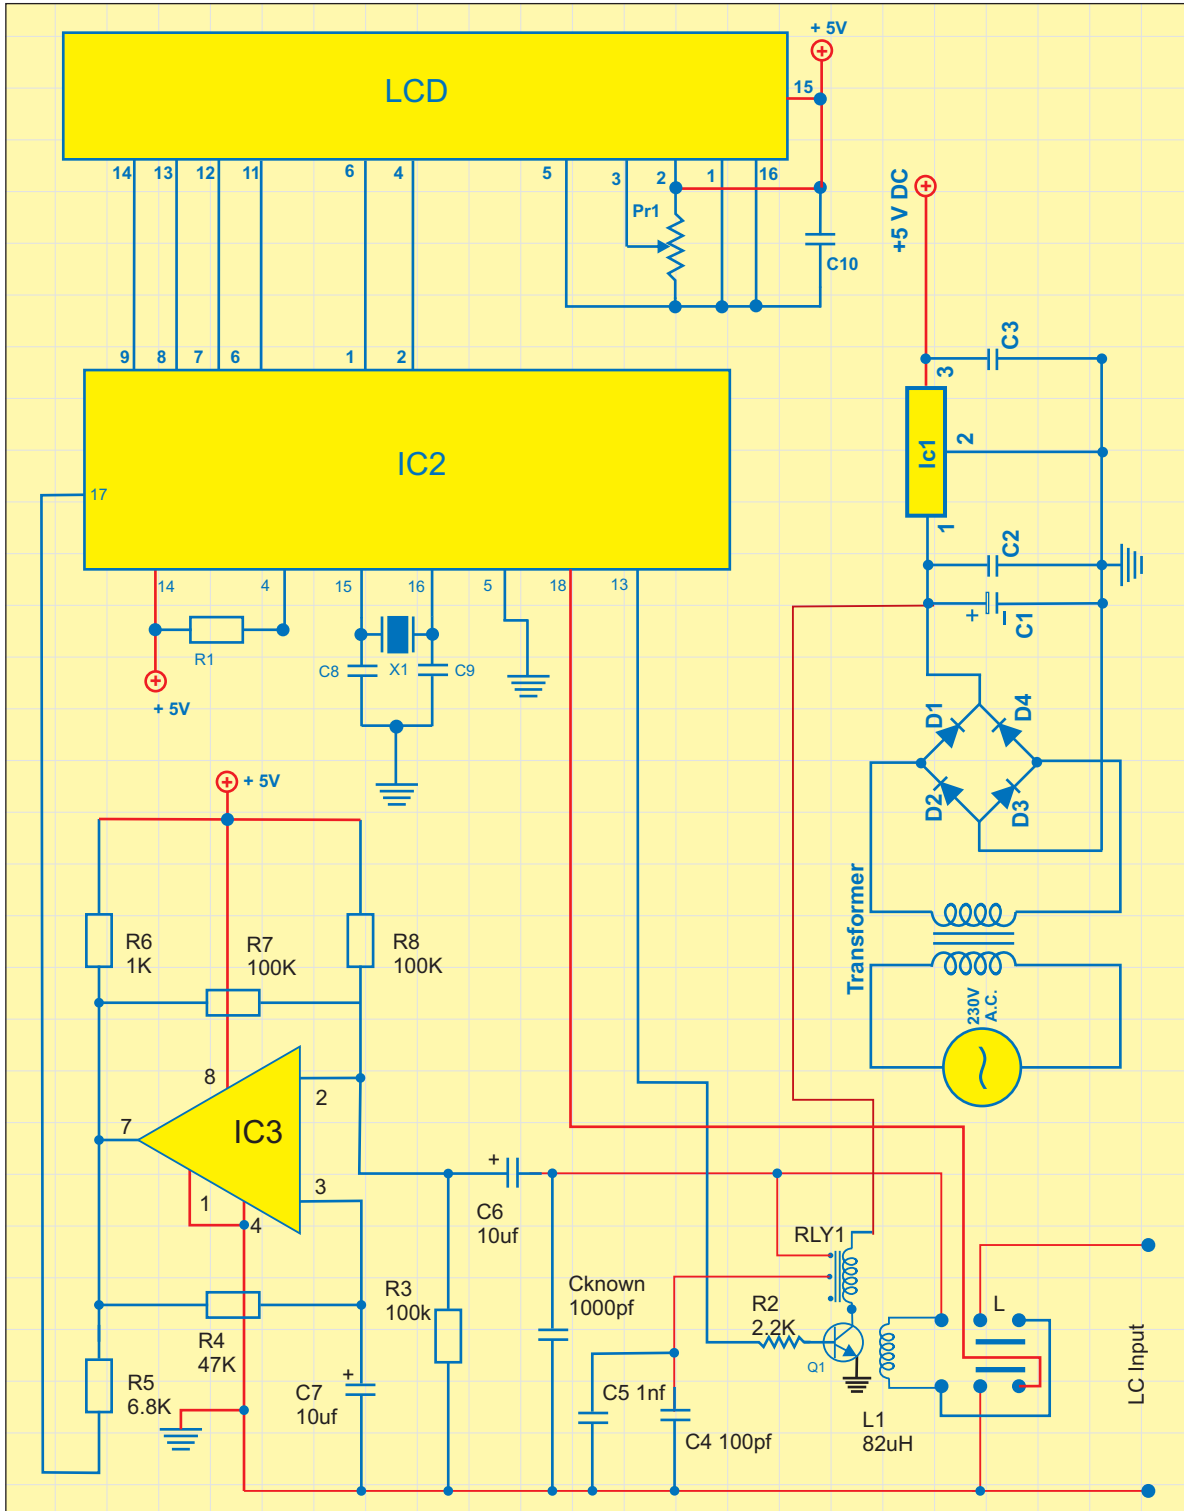 + 5V
LCD
15
14 13 12 11 6 4 5 3 2 1 16
Pr1
C10
+5 V DC
9 8 7 6 1 2
C3
3
Ic1
2
1
IC2
17
C2
14 4 15 16 5 18 13
+ –
C1
R1
C8 X1 C9
+ 5V
D1 D4
D2 D3
+ 5V
Transformer
R6
1K
R7
100K
R8
100K
230V
A.C.
8
2
7
IC3
3
1
4
+
C6
10uf
RLY1
Cknown
1000pf
R3
100k
R2
2.2K
L
R4
47K
Q1
R5
6.8K
+
C7
10uf
C5 1nf
C4 100pf
L1
82uH
LC Input